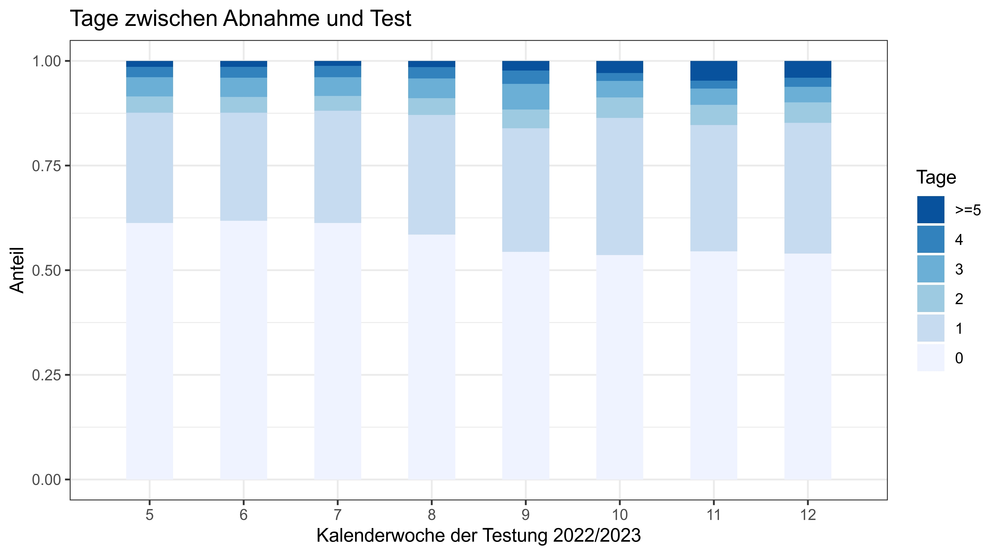 Tage zwischen Abnahme und Test
1.00
0.75
0.50
0.25
0.00
Anteil
5 6 7 8 9 10 11 12
Kalenderwoche der Testung 2022/2023
Tage
>=5
4
3
2
1
0